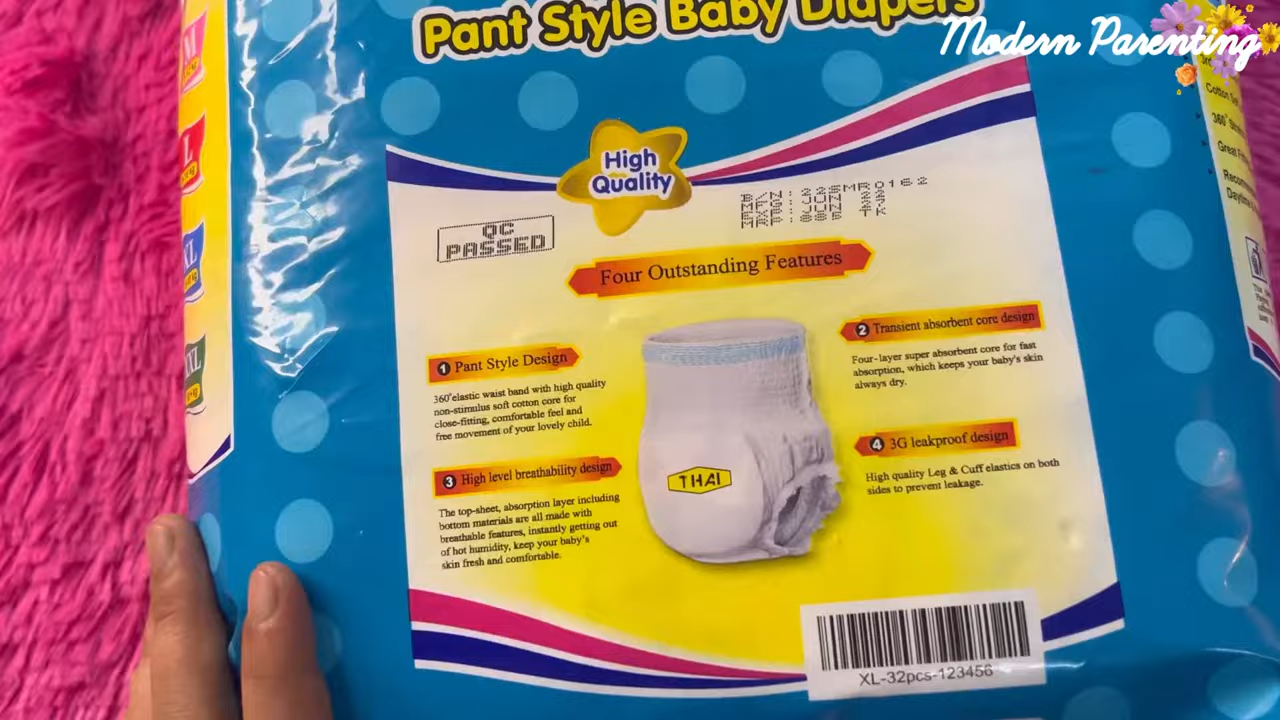 Pant Style Baby Diapers
Modern Parenting
M
L
XL
XXL
High
Quality
QC
PASSED
Four Outstanding Features
1 Pant Style Design
360°elastic waist band with high quality
non-stimulus soft cotton core for
close-fitting, comfortable feel and
free movement of your lovely child.
2 Transient absorbent core design
Four-layer super absorbent core for fast
absorption, which keeps your baby's skin
always dry.
3 High level breathability design
The top-sheet, absorption layer including
bottom materials are all made with
breathable features, instantly getting out
of hot humidity, keep your baby's
skin fresh and comfortable.
4 3G leakproof design
High quality Leg & Cuff elastics on both
sides to prevent leakage.
THAI
XL-32pcs-123456
Cotton
360°
Great